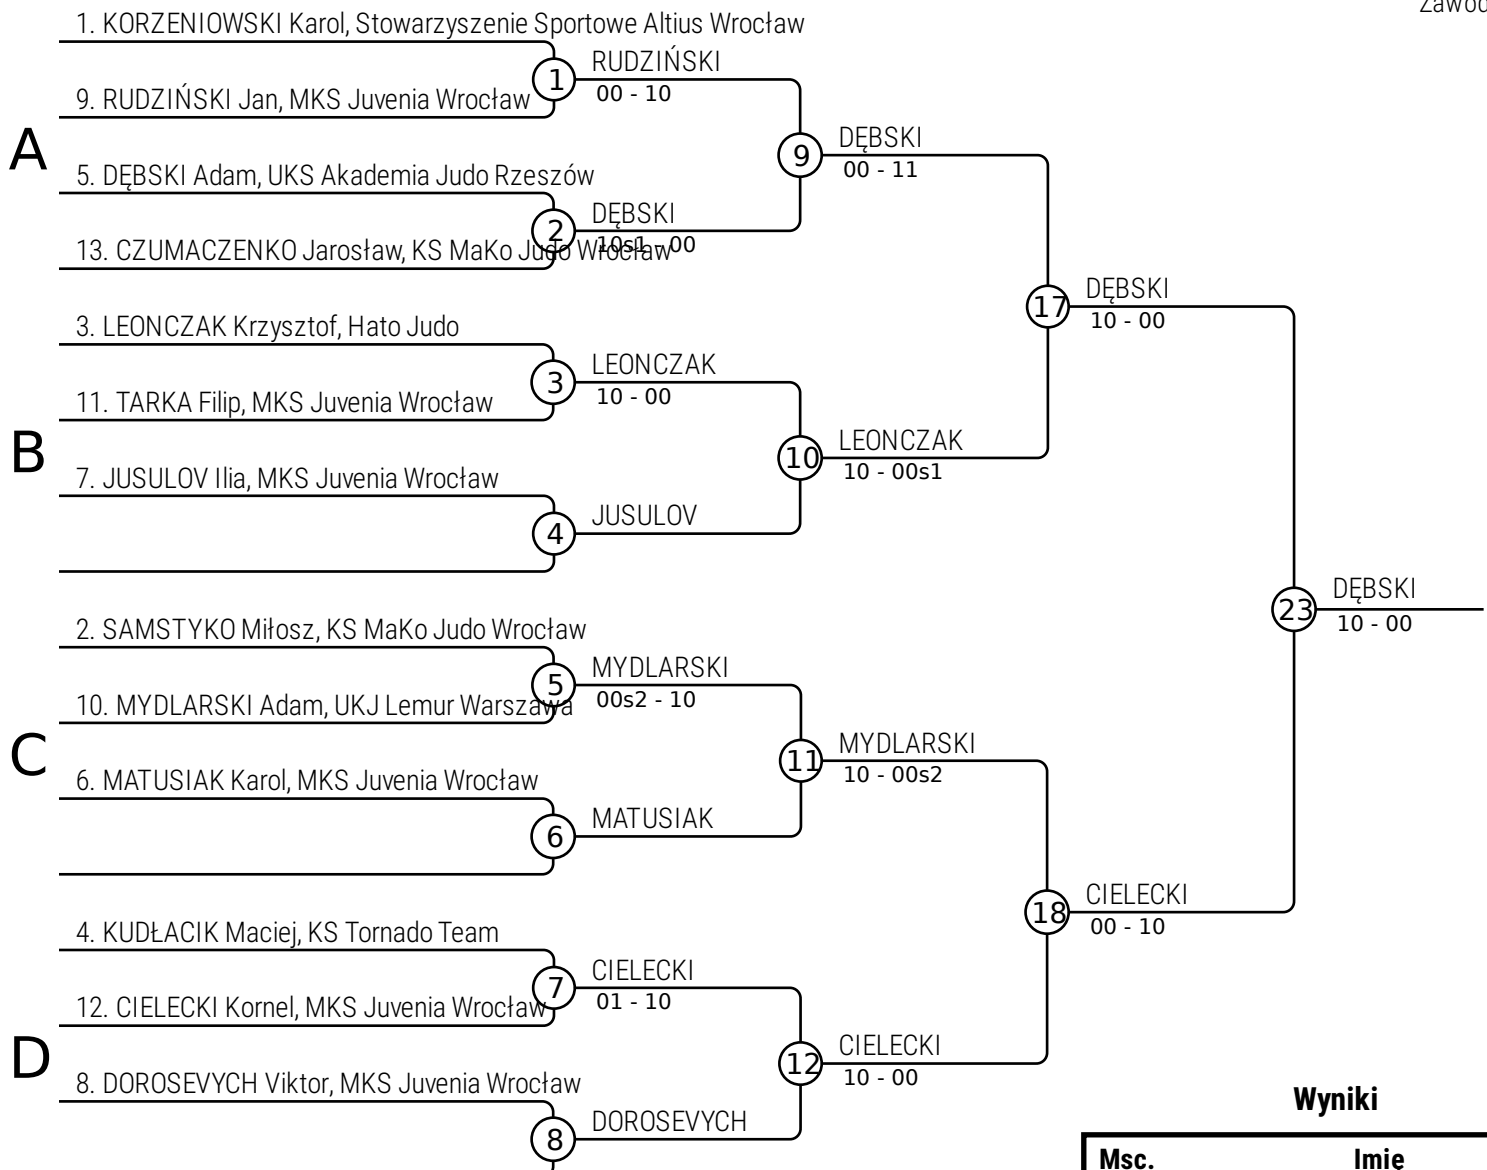 Zawod
1. KORZENIOWSKI Karol, Stowarzyszenie Sportowe Altius Wrocław
1
RUDZIŃSKI
00 - 10
9. RUDZIŃSKI Jan, MKS Juvenia Wrocław
A
9
DĘBSKI
00 - 11
5. DĘBSKI Adam, UKS Akademia Judo Rzeszów
2
DĘBSKI
10s1 - 00
13. CZUMACZENKO Jarosław, KS MaKo Judo Wrocław
17
DĘBSKI
10 - 00
3. LEONCZAK Krzysztof, Hato Judo
3
LEONCZAK
10 - 00
11. TARKA Filip, MKS Juvenia Wrocław
B
10
LEONCZAK
10 - 00s1
7. JUSULOV Ilia, MKS Juvenia Wrocław
4
JUSULOV
23
DĘBSKI
10 - 00
2. SAMSTYKO Miłosz, KS MaKo Judo Wrocław
5
MYDLARSKI
00s2 - 10
10. MYDLARSKI Adam, UKJ Lemur Warszawa
C
11
MYDLARSKI
10 - 00s2
6. MATUSIAK Karol, MKS Juvenia Wrocław
6
MATUSIAK
18
CIELECKI
00 - 10
4. KUDŁACIK Maciej, KS Tornado Team
7
CIELECKI
01 - 10
12. CIELECKI Kornel, MKS Juvenia Wrocław
D
12
CIELECKI
10 - 00
8. DOROSEVYCH Viktor, MKS Juvenia Wrocław
8
DOROSEVYCH
Wyniki
Msc. Imię